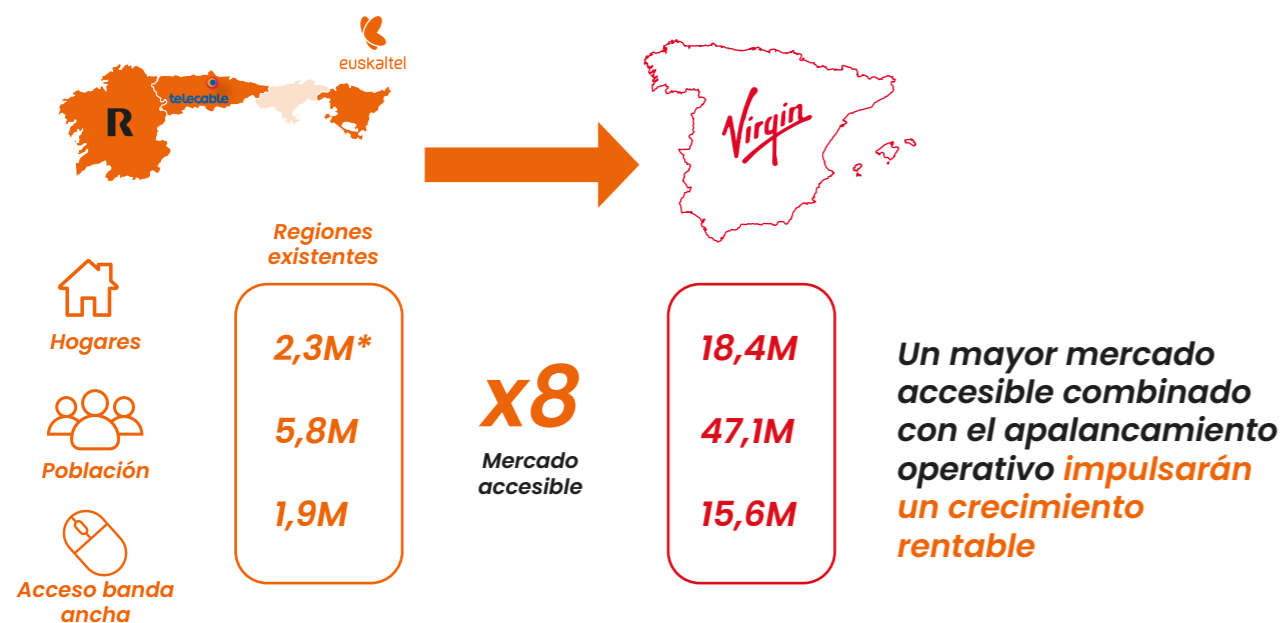 euskaltel
telecable
R
Virgin
Regiones
existentes
Hogares
2,3M*
18,4M
x8
Mercado
accesible
Población
5,8M
47,1M
Acceso banda
ancha
1,9M
15,6M
Un mayor mercado
accesible combinado
con el apalancamiento
operativo impulsarán
un crecimiento
rentable